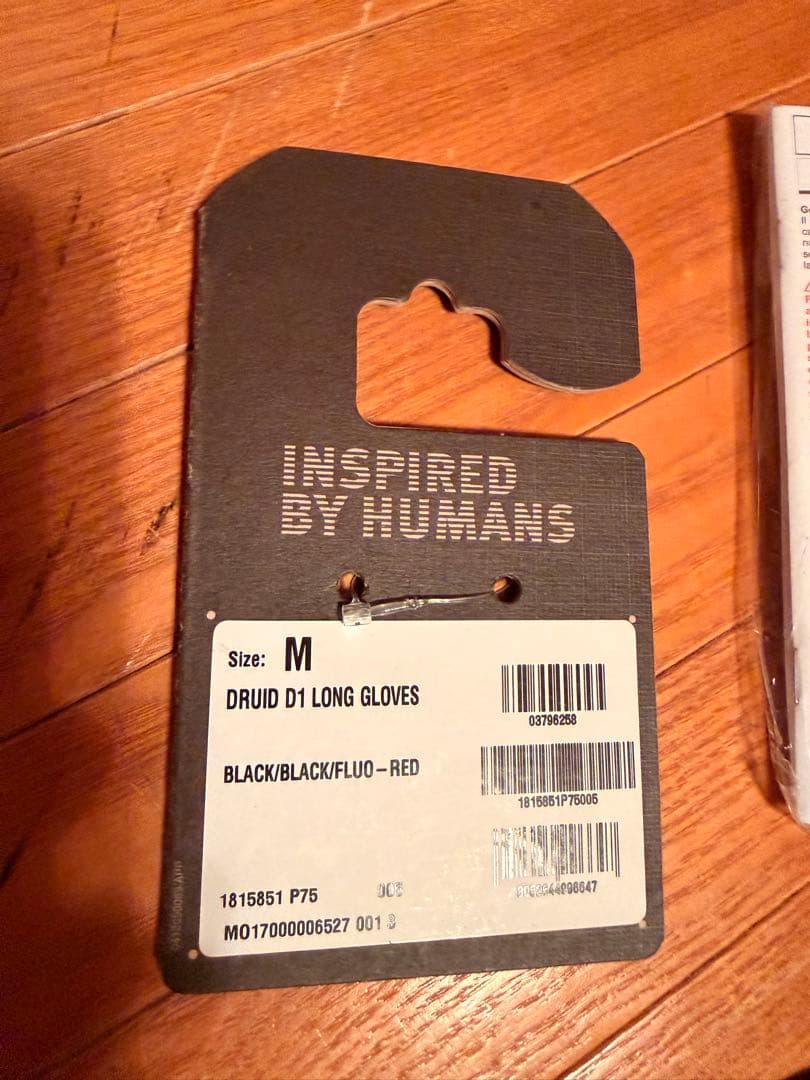 INSPIRED
BY HUMANS
Size: M
DRUID D1 LONG GLOVES
03796258
BLACK/BLACK/FLUO-RED
1815851P75005
1815851 P75
MO17000006527 001